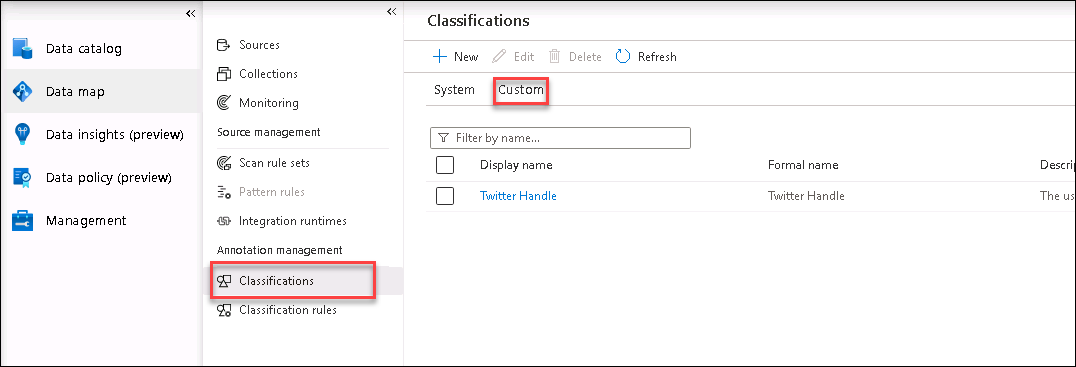 Data catalog
Data map
Data insights (preview)
Data policy (preview)
Management
Sources
Collections
Monitoring
Source management
Scan rule sets
Pattern rules
Integration runtimes
Annotation management
Classifications
Classification rules
Classifications
New Edit Delete Refresh
System Custom
Filter by name...
Display name Formal name Descrip
Twitter Handle Twitter Handle The us